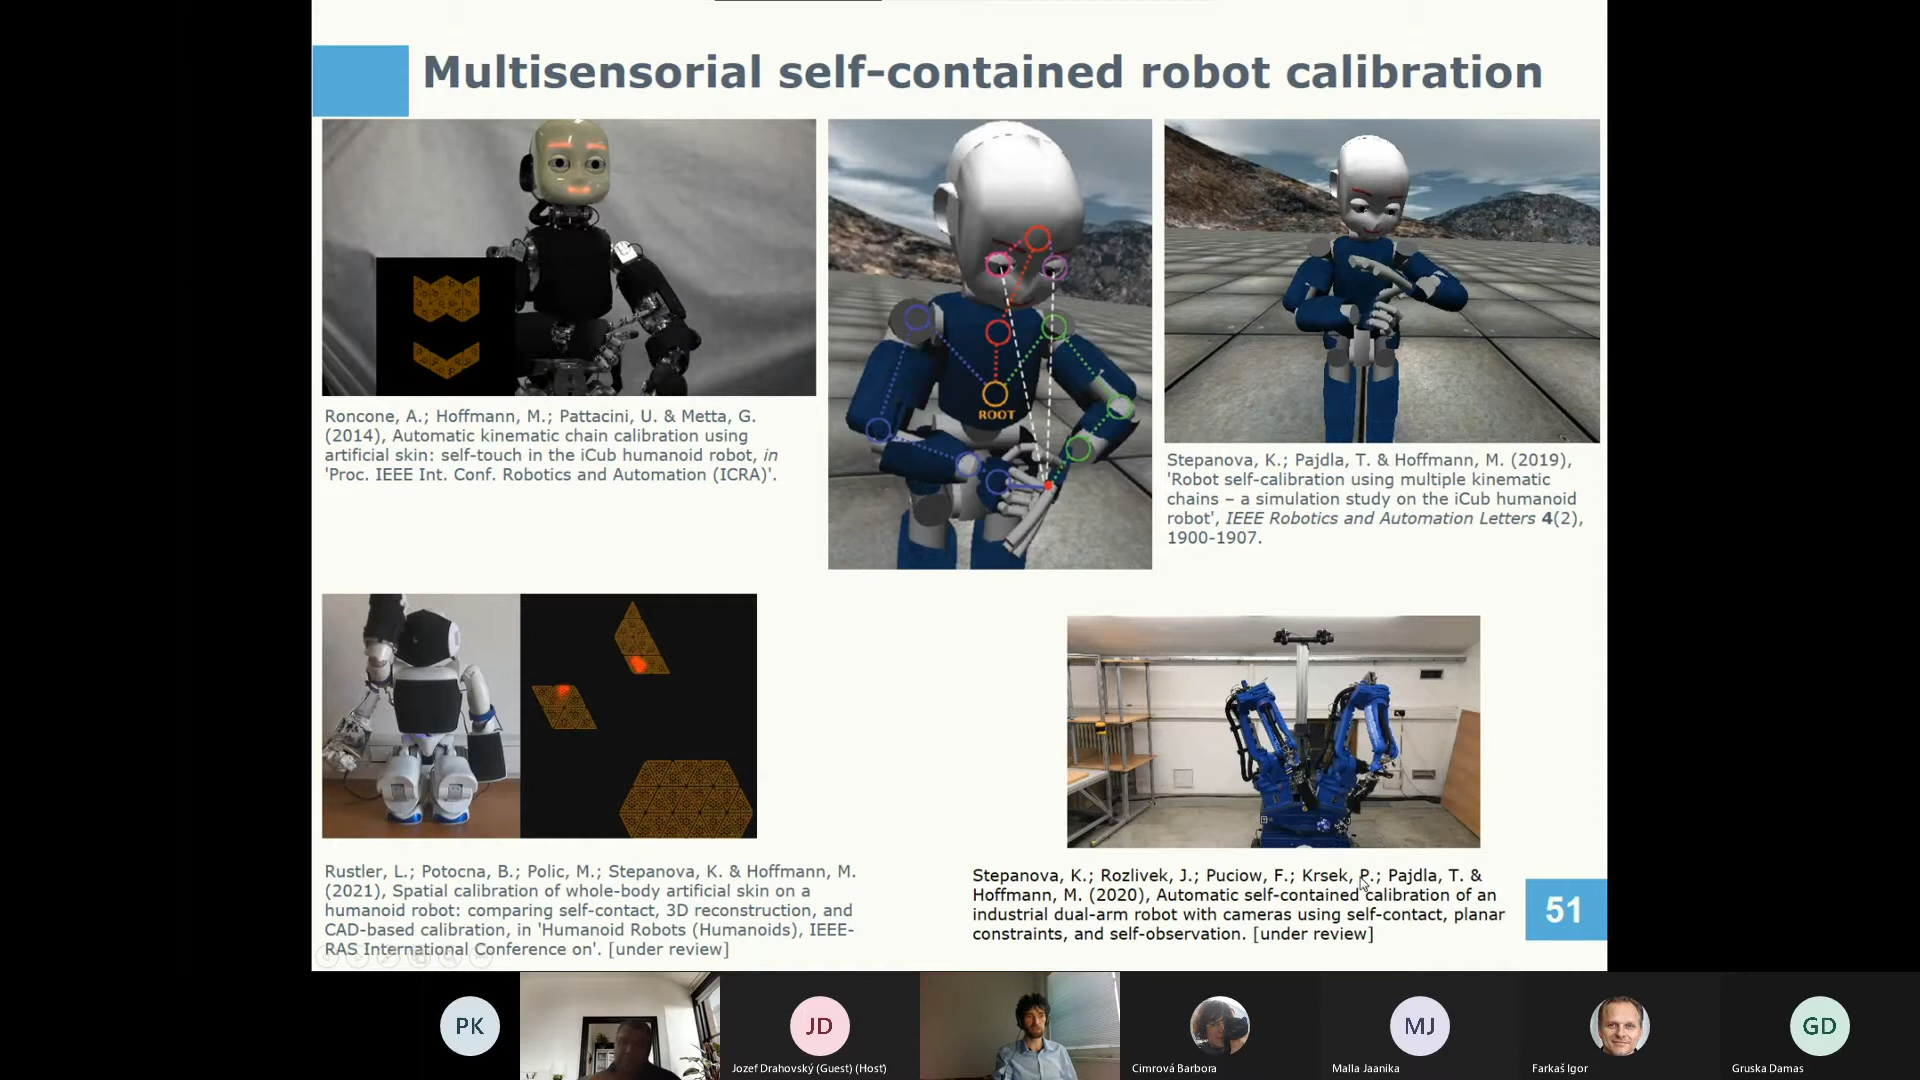 Multisensorial self-contained robot calibration
ROOT
Roncone, A.; Hoffmann, M.; Pattacini, U. & Metta, G.
(2014), Automatic kinematic chain calibration using
artificial skin: self-touch in the iCub humanoid robot, in
'Proc. IEEE Int. Conf. Robotics and Automation (ICRA)'.
Stepanova, K.; Pajdla, T. & Hoffmann, M. (2019),
'Robot self-calibration using multiple kinematic
chains – a simulation study on the iCub humanoid
robot', IEEE Robotics and Automation Letters 4(2),
1900-1907.
Rustler, L.; Potocna, B.; Polic, M.; Stepanova, K. & Hoffmann, M.
(2021), Spatial calibration of whole-body artificial skin on a
humanoid robot: comparing self-contact, 3D reconstruction, and
CAD-based calibration, in 'Humanoid Robots (Humanoids), IEEE-
RAS International Conference on'. [under review]
Stepanova, K.; Rozlivek, J.; Puciow, F.; Krsek, P.; Pajdla, T. &
Hoffmann, M. (2020), Automatic self-contained calibration of an
industrial dual-arm robot with cameras using self-contact, planar
constraints, and self-observation. [under review]
51
PK
JD
Jozef Drahovský (Guest) (Host)
Cimrová Barbora
MJ
Malla Jaanika
Farkaš Igor
GD
Gruska Damas